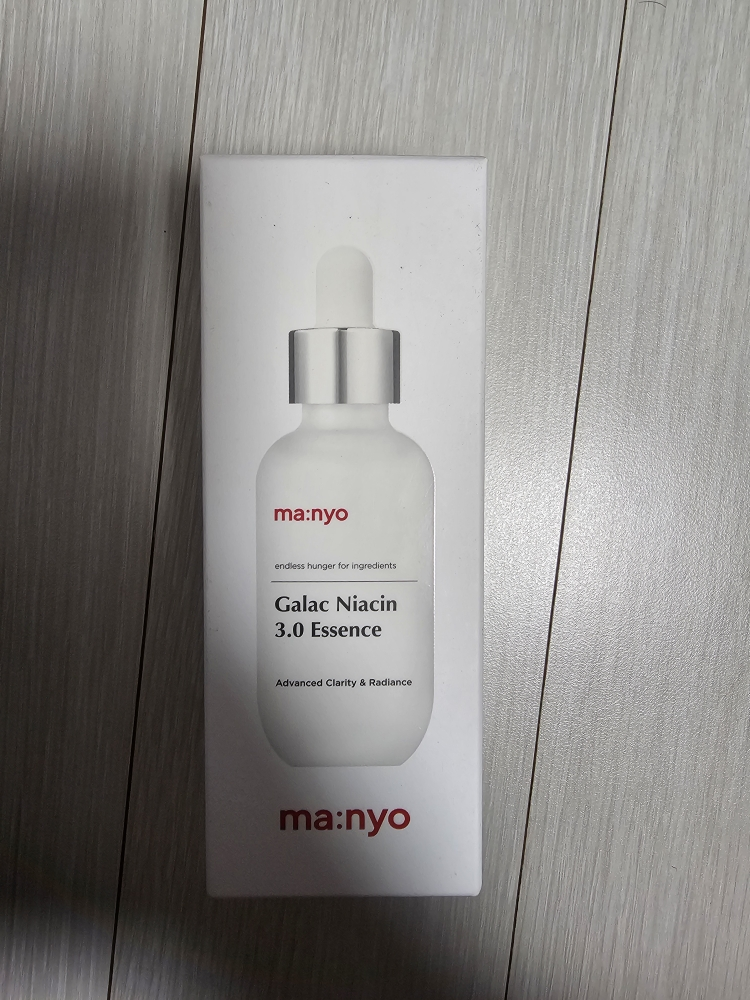 ma:nyo
endless hunger for ingredients
Galac Niacin
3.0 Essence
Advanced Clarity & Radiance
ma:nyo